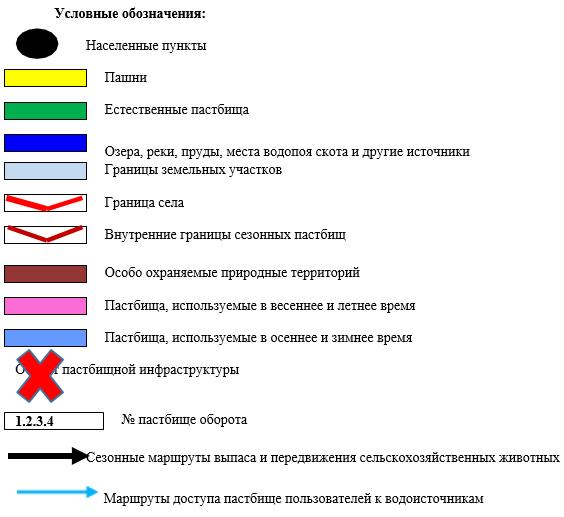 Условные обозначения:
Населенные пункты
Пашни
Естественные пастбища
Озера, реки, пруды, места водопоя скота и другие источники
Границы земельных участков
Граница села
Внутренние границы сезонных пастбищ
Особо охраняемые природные территорий
Пастбища, используемые в весеннее и летнее время
Пастбища, используемые в осеннее и зимнее время
пастбищной инфраструктуры
1.2.3.4 № пастбище оборота
Сезонные маршруты выпаса и передвижения сельскохозяйственных животных
Маршруты доступа пастбище пользователей к водоисточникам